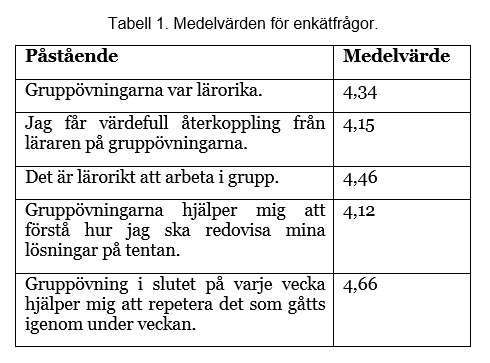 Tabell 1. Medelvärden för enkätfrågor.
Påstående Medelvärde
Gruppövningarna var lärorika. 4,34
Jag får värdefull återkoppling från 4,15
läraren på gruppövningarna.
Det är lärorikt att arbeta i grupp. 4,46
Gruppövningarna hjälper mig att 4,12
förstå hur jag ska redovisa mina
lösningar på tentan.
Gruppövning i slutet på varje vecka 4,66
hjälper mig att repetera det som gåtts
igenom under veckan.